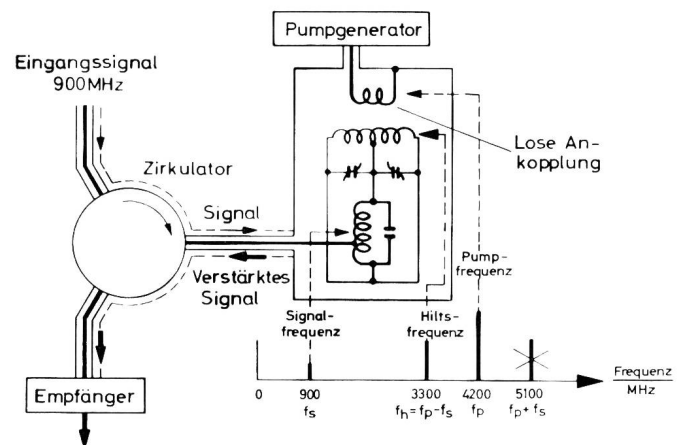 Pumpgenerator
Eingangssignal
900MHz
Lose An-
kopplung
Zirkulator
Signal
Verstärktes
Signal
Pump-
frequenz
Signal-
frequenz
Hilts-
frequenz
Empfänger
0
900
fs
3300
fh = fp-fs
4200
fp
5100
fp+fs
Frequenz
MHz